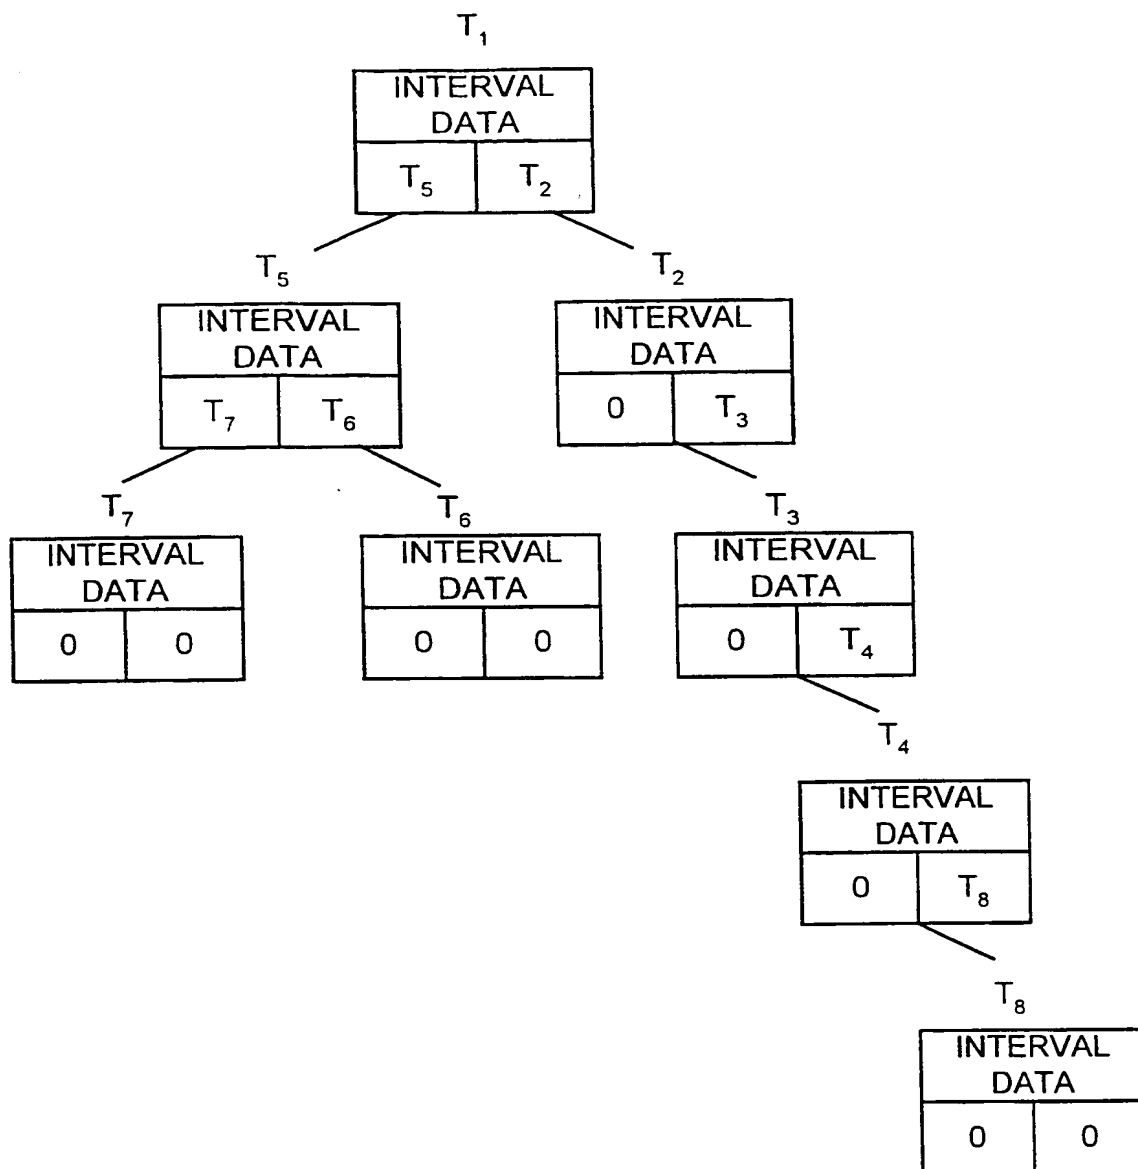 T₁
INTERVAL
DATA
T₅ T₂
T₅ T₂
INTERVAL
DATA
T₇ T₆
INTERVAL
DATA
0 T₃
T₇ T₆ T₃
INTERVAL
DATA
0 0
INTERVAL
DATA
0 0
INTERVAL
DATA
0 T₄
T₄
INTERVAL
DATA
0 T₈
T₈
INTERVAL
DATA
0 0